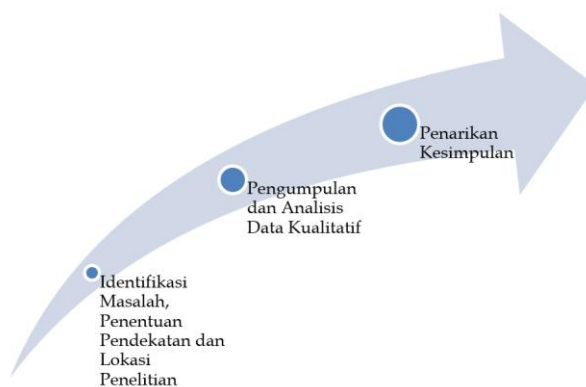 Penarikan
Kesimpulan
Pengumpulan
dan Analisis
Data Kualitatif
Identifikasi
Masalah,
Penentuan
Pendekatan dan
Lokasi
Penelitian